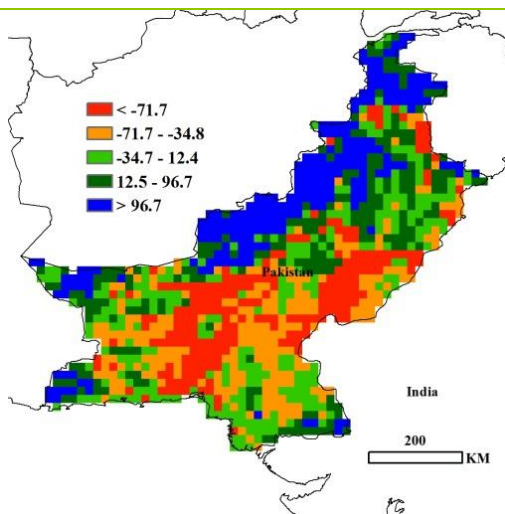 < -71.7
-71.7 - -34.8
-34.7 - 12.4
12.5 - 96.7
> 96.7
Pakistan
India
200
KM